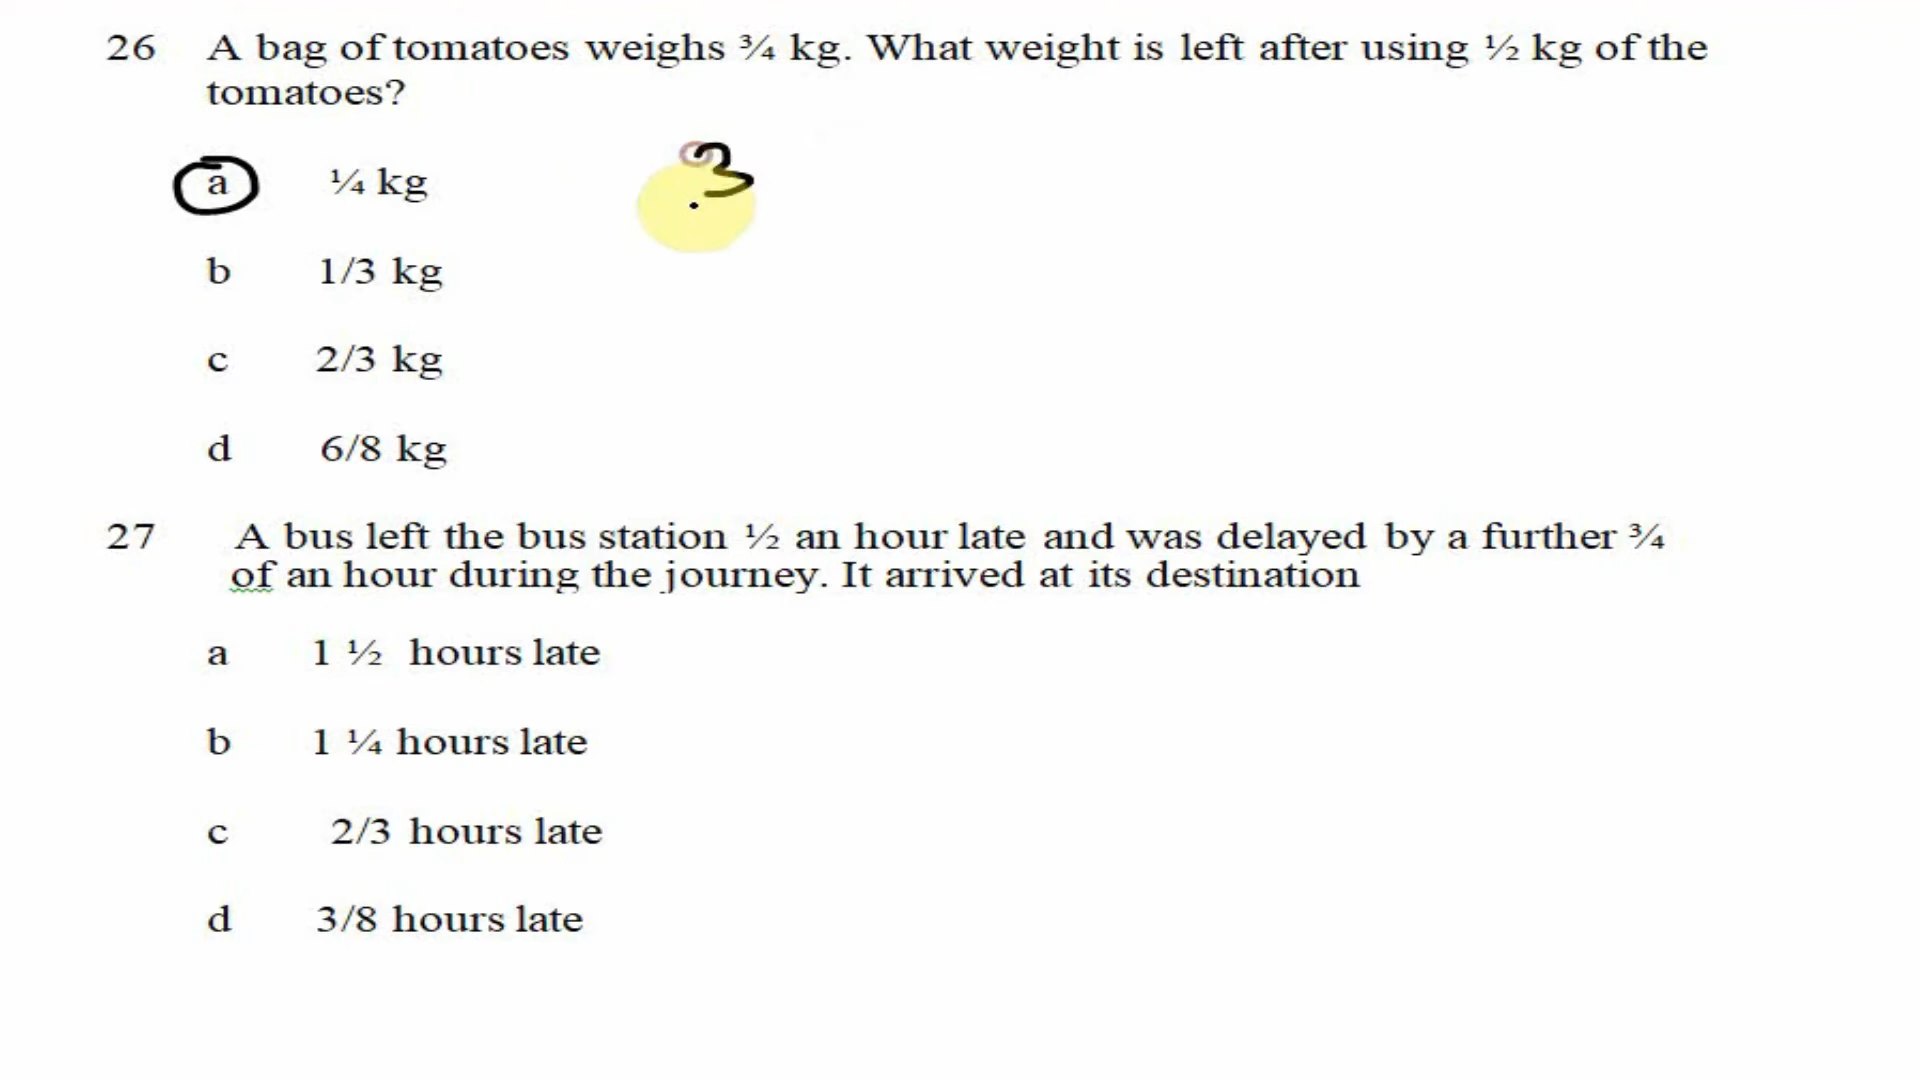 26 A bag of tomatoes weighs ¾ kg. What weight is left after using ½ kg of the
tomatoes?
a ¼ kg
3
b 1/3 kg
c 2/3 kg
d 6/8 kg
27 A bus left the bus station ½ an hour late and was delayed by a further ¾
of an hour during the journey. It arrived at its destination
a 1 ½ hours late
b 1 ¼ hours late
c 2/3 hours late
d 3/8 hours late